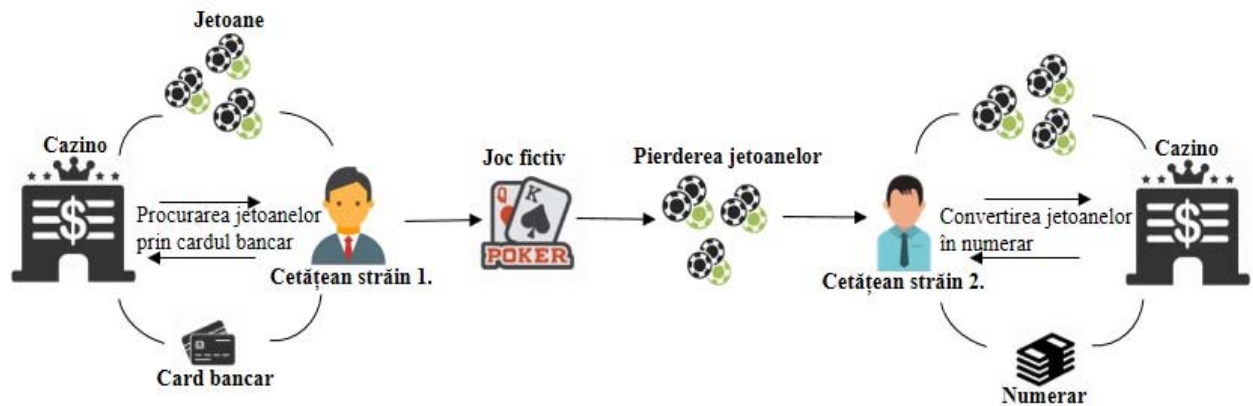 Jetoane
Cazino
$
Procurarea jetoanelor
prin cardul bancar
Cetățean străin 1.
Card bancar
Joc fictiv
Q
K
POKER
Pierderea jetoanelor
Cetățean străin 2.
Convertirea jetoanelor
în numerar
Cazino
$
Numerar